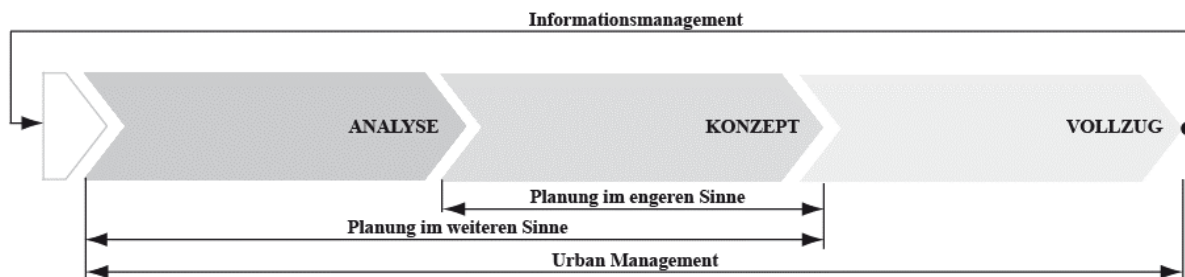 Informationsmanagement
ANALYSE
KONZEPT
VOLLZUG
Planung im engeren Sinne
Planung im weiteren Sinne
Urban Management